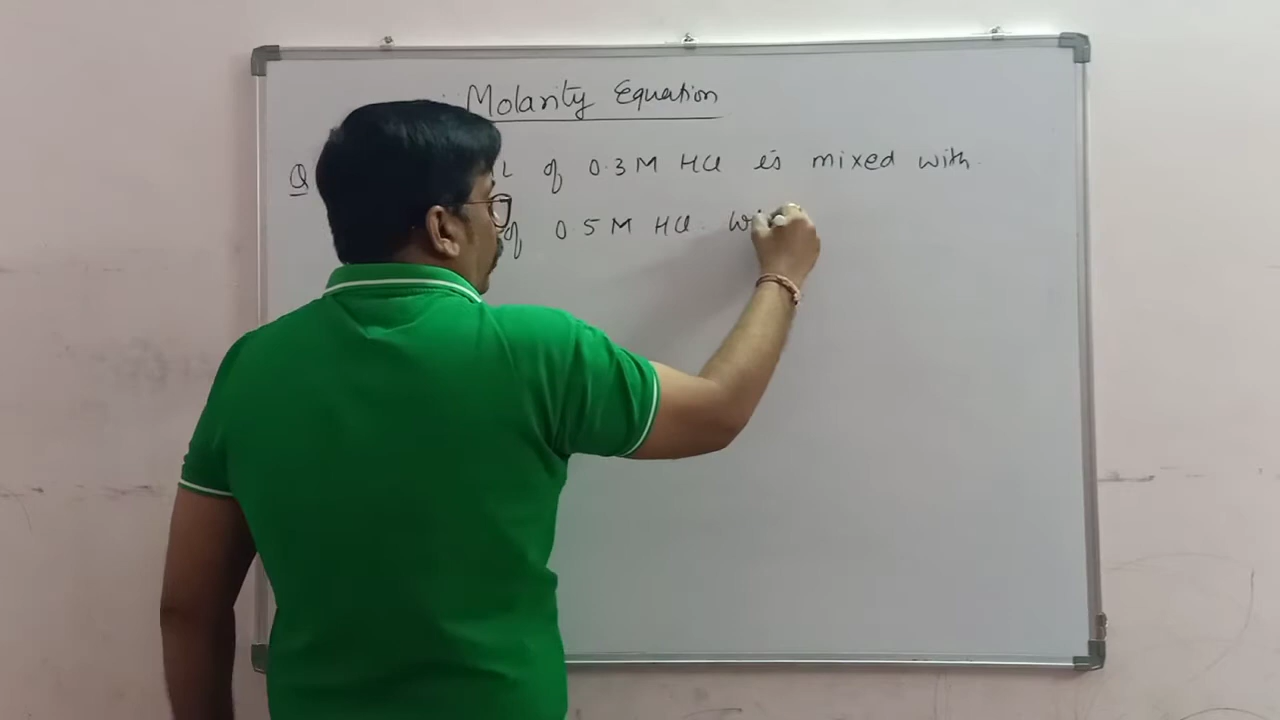 Molarity Equation
Q L of 0.3 M HCl is mixed with
of 0.5 M HCl.